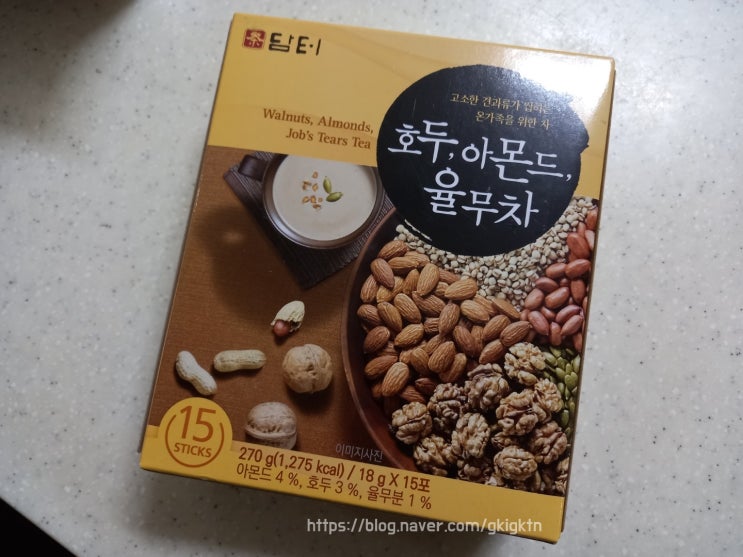 담터
고소한 견과류가 씹히는
온가족을 위한 차
Walnuts, Almonds,
Job's Tears Tea
호두, 아몬드,
율무차
이미지사진
15
STICKS
270 g(1,275 kcal) / 18 g X 15포
아몬드 4 %, 호두 3 %, 율무분 1 %
https://blog.naver.com/gkigktn